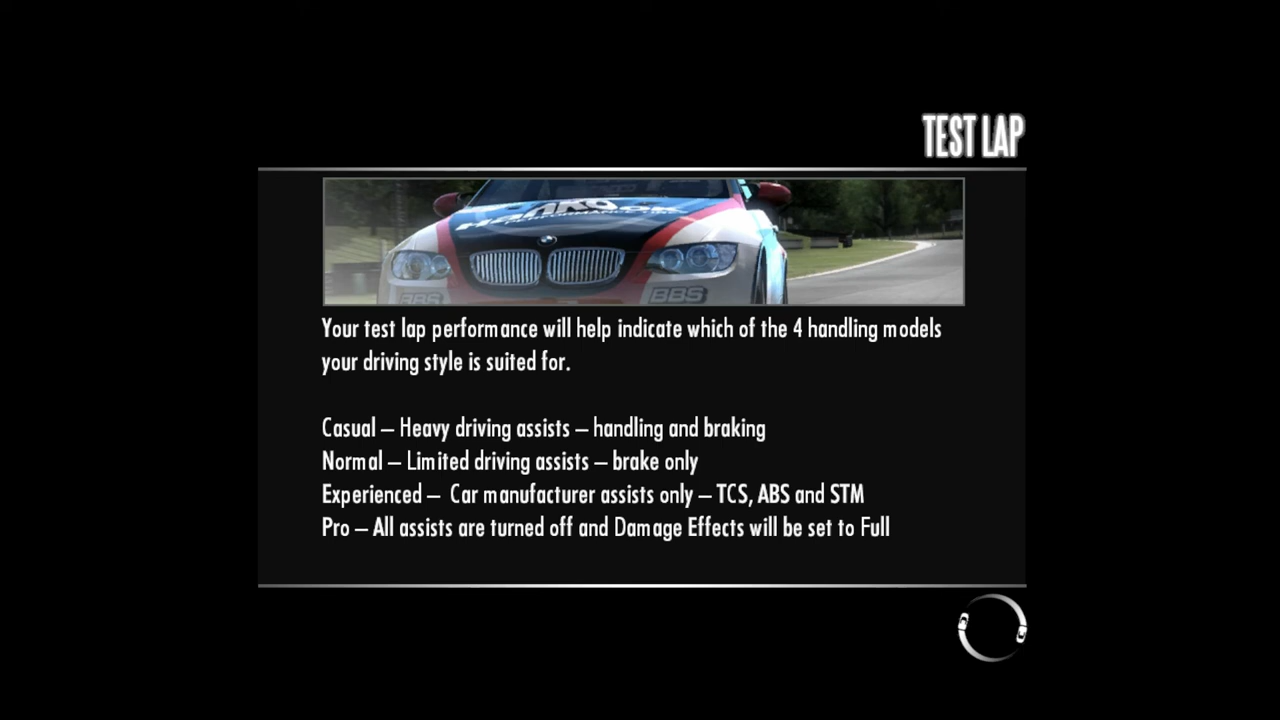 TEST LAP
HANKOOK
BBS
BBS
Your test lap performance will help indicate which of the 4 handling models
your driving style is suited for.
Casual – Heavy driving assists – handling and braking
Normal – Limited driving assists – brake only
Experienced – Car manufacturer assists only – TCS, ABS and STM
Pro – All assists are turned off and Damage Effects will be set to Full